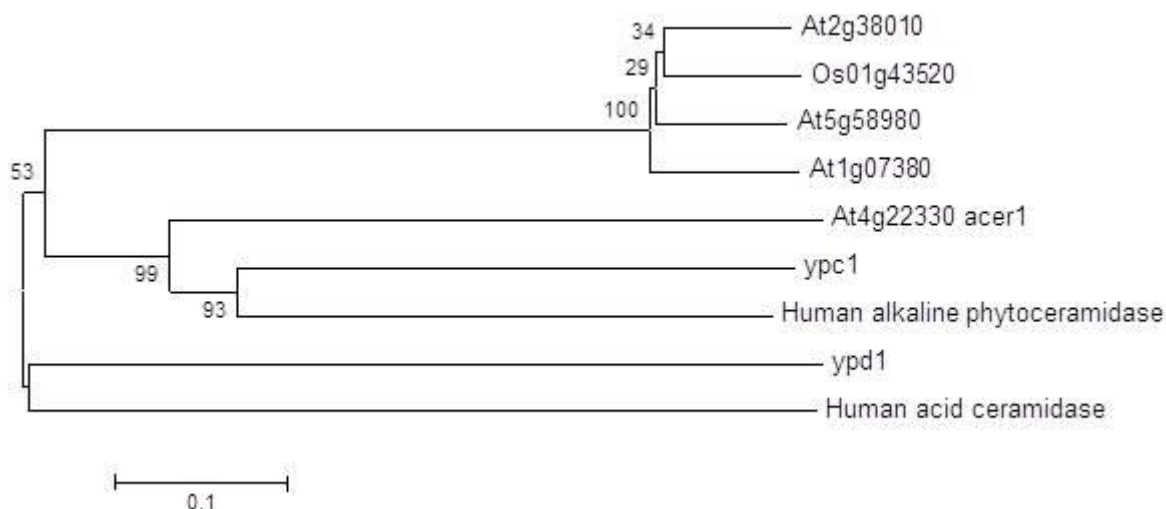 34
At2g38010
29
Os01g43520
100
At5g58980
53
At1g07380
At4g22330 acer1
99
ypc1
93
Human alkaline phytoceramidase
ypd1
Human acid ceramidase
0.1